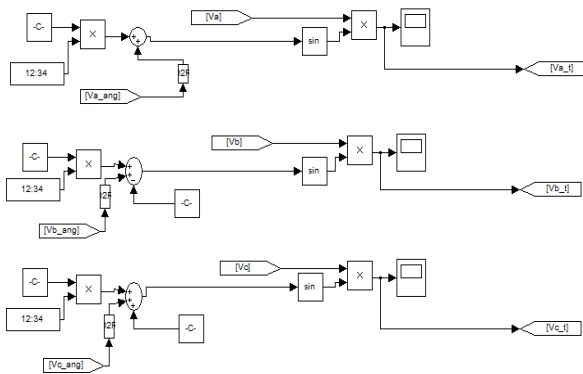 [Va]
-C-
sin
[Va_t]
12:34
[Va_ang]
[Vb]
-C-
sin
12:34
-C-
[Vb_t]
[Vb_ang]
[Vc]
-C-
sin
12:34
-C-
[Vc_t]
[Vc_ang]